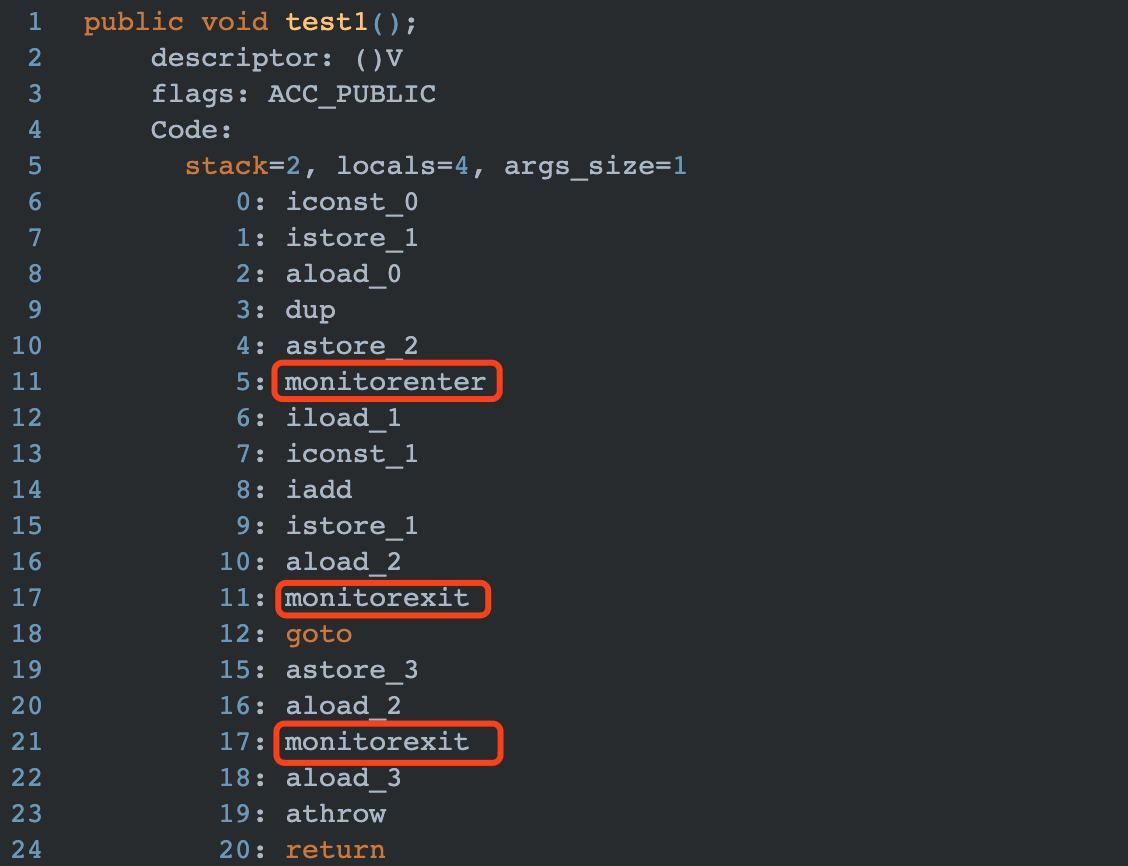 1 public void test1();
2 descriptor: ()V
3 flags: ACC_PUBLIC
4 Code:
5 stack=2, locals=4, args_size=1
6 0: iconst_0
7 1: istore_1
8 2: aload_0
9 3: dup
10 4: astore_2
11 5: monitorenter
12 6: iload_1
13 7: iconst_1
14 8: iadd
15 9: istore_1
16 10: aload_2
17 11: monitorexit
18 12: goto
19 15: astore_3
20 16: aload_2
21 17: monitorexit
22 18: aload_3
23 19: athrow
24 20: return